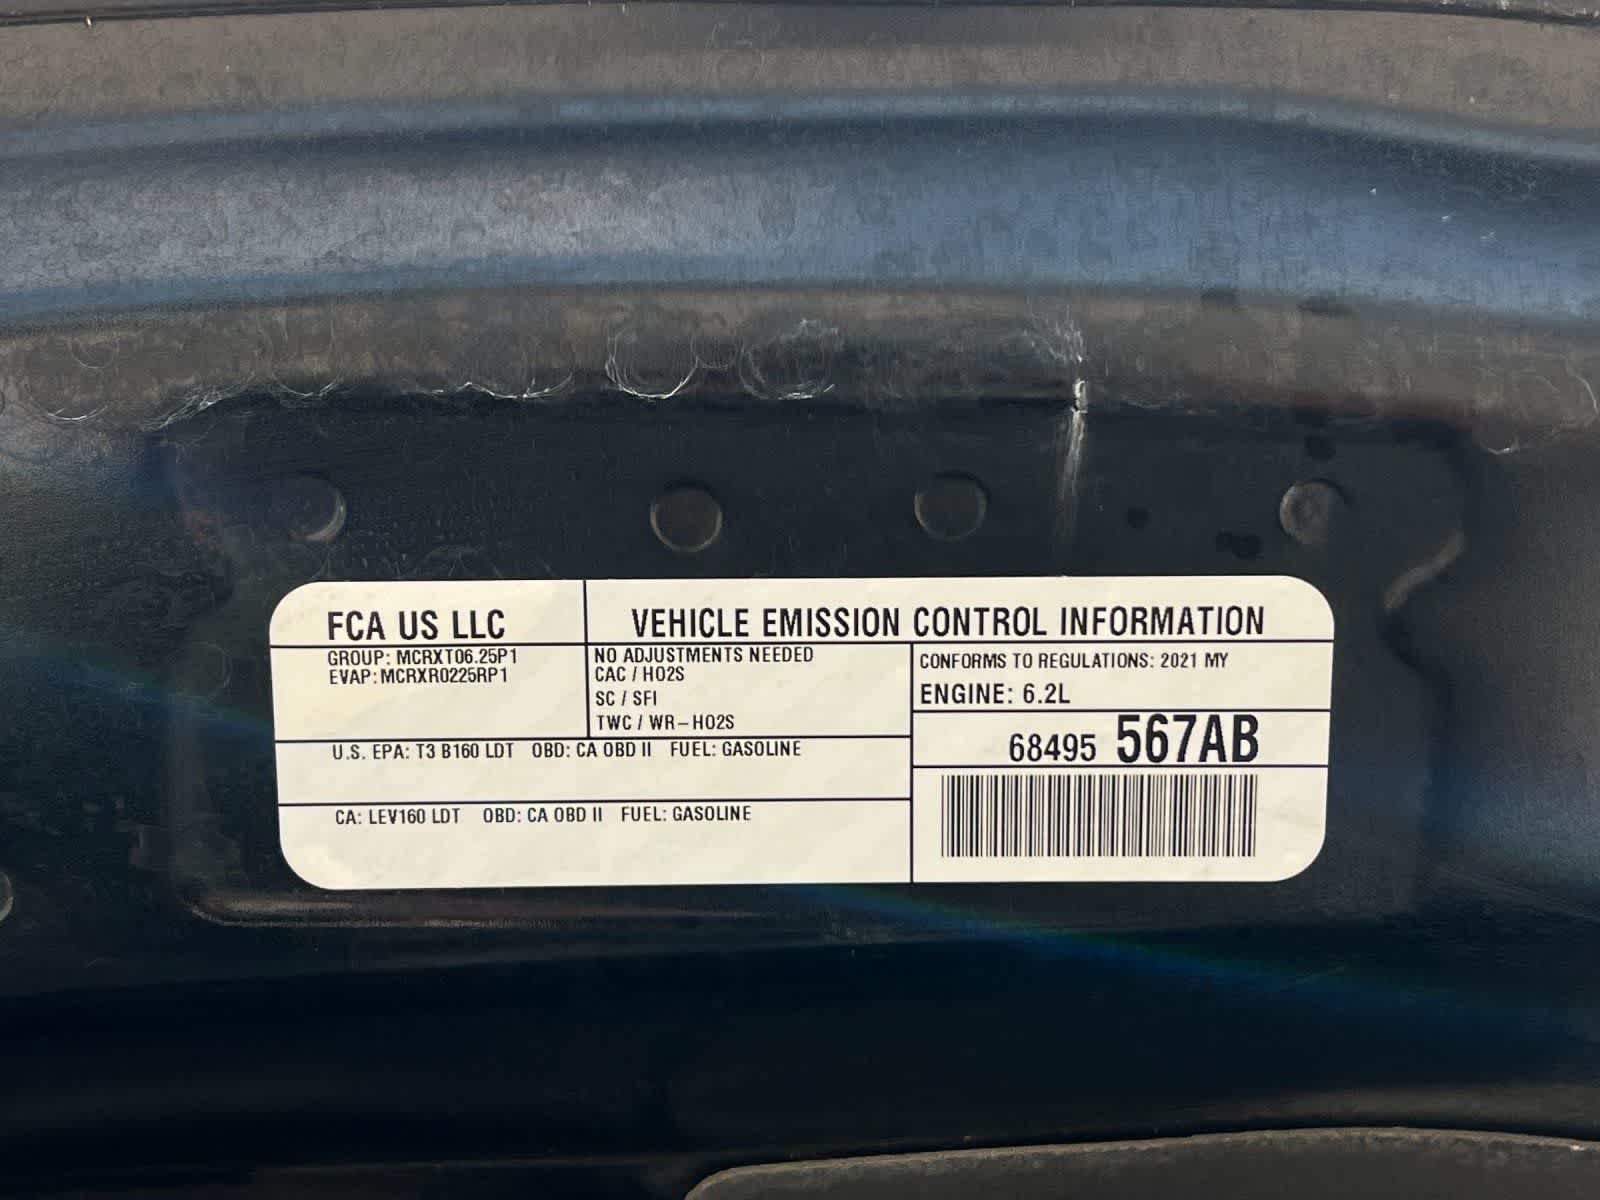 FCA US LLC
VEHICLE EMISSION CONTROL INFORMATION
GROUP: MCRXT06.25P1
EVAP: MCRXR0225RP1
NO ADJUSTMENTS NEEDED
CAC / HO2S
SC / SFI
TWC / WR-HO2S
CONFORMS TO REGULATIONS: 2021 MY
ENGINE: 6.2L
68495 567AB
U.S. EPA: T3 B160 LDT OBD: CA OBD II FUEL: GASOLINE
CA: LEV160 LDT OBD: CA OBD II FUEL: GASOLINE